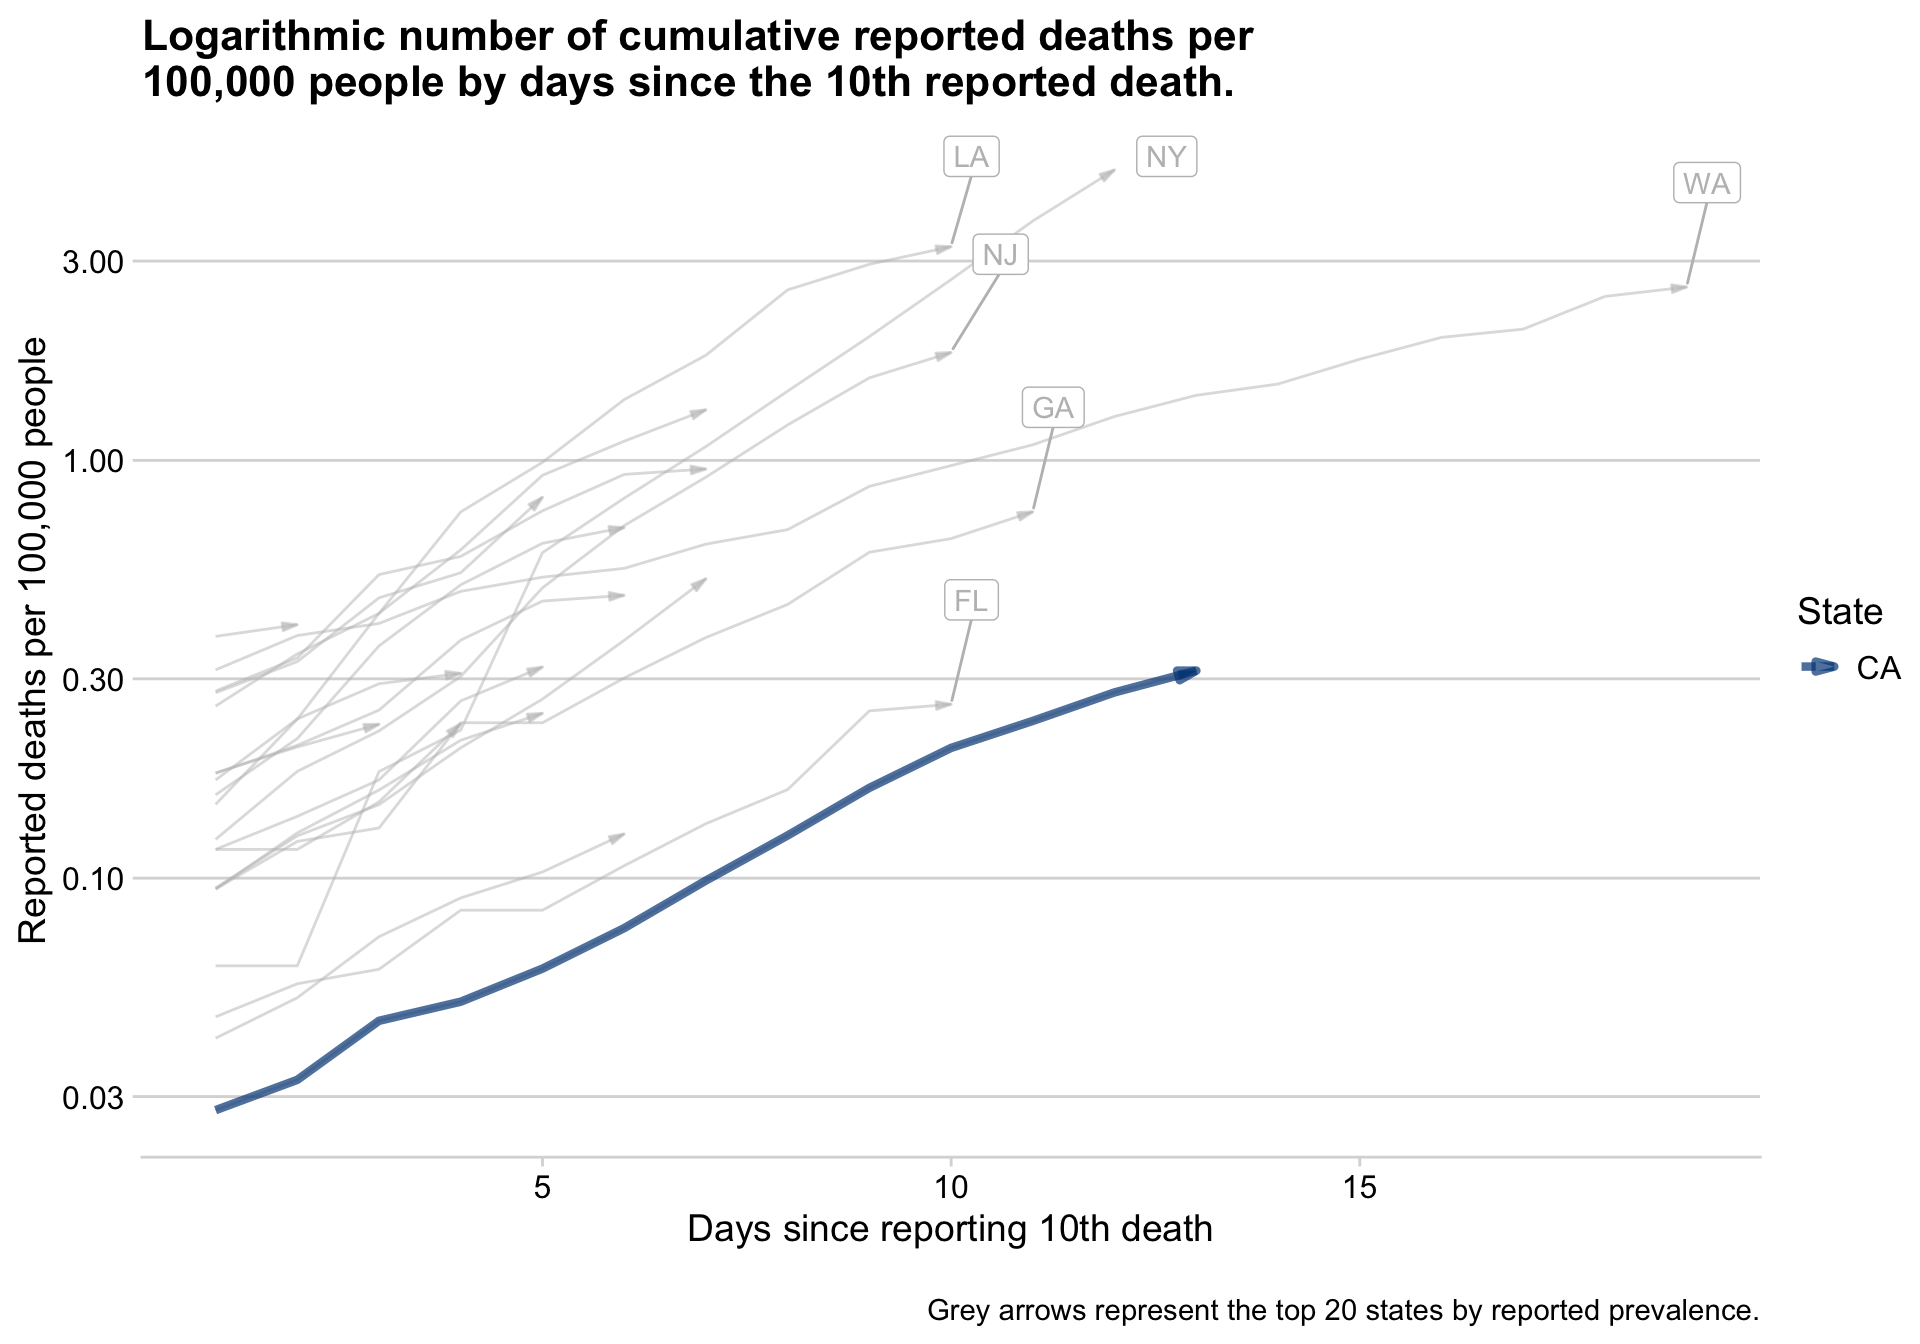 Logarithmic number of cumulative reported deaths per
100,000 people by days since the 10th reported death.
LA
NY
WA
NJ
GA
FL
3.00
1.00
0.30
0.10
0.03
Reported deaths per 100,000 people
5
10
15
Days since reporting 10th death
State
CA
Grey arrows represent the top 20 states by reported prevalence.